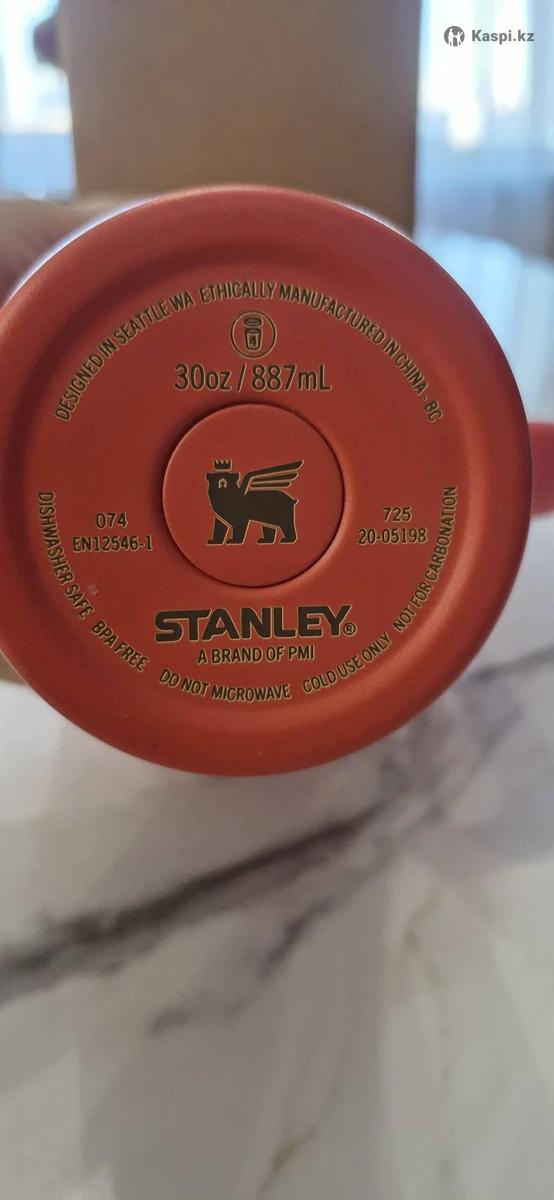 Kaspi.kz
DESIGNED IN SEATTLE WA ETHICALLY MANUFACTURED IN CHINA - BC
30oz / 887mL
074
EN12546-1
725
20-05198
STANLEY®
A BRAND OF PMI
DISHWASHER SAFE BPA FREE DO NOT MICROWAVE COLD USE ONLY NOT FOR CARBONATION